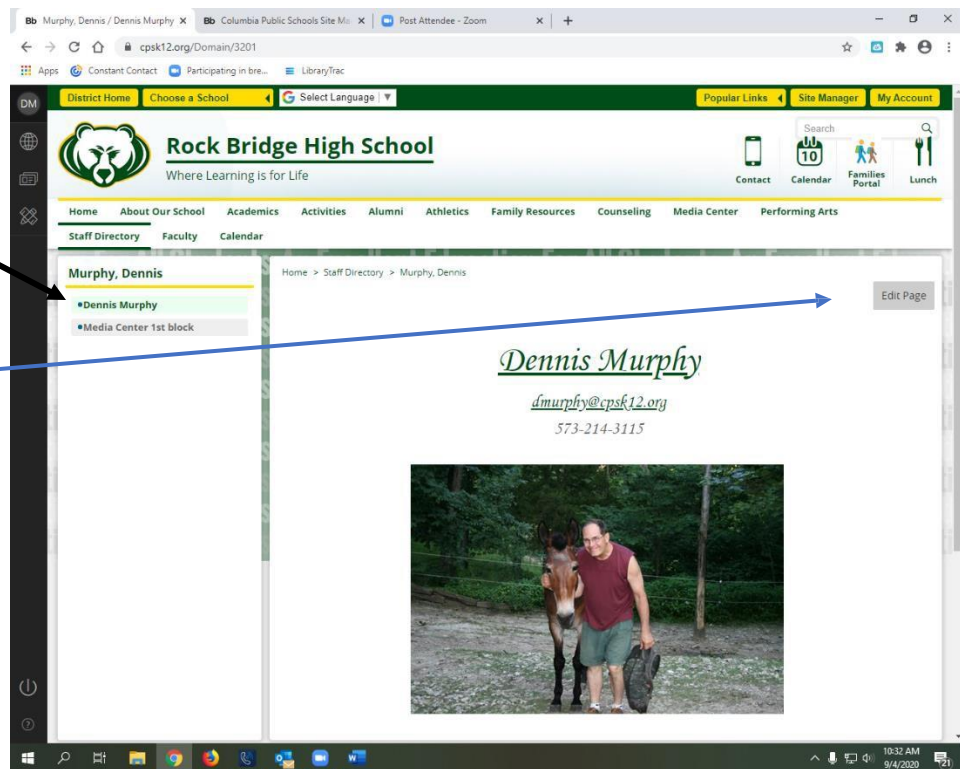 Bb Murphy, Dennis / Dennis Murphy X Bb Columbia Public Schools Site Ma X Post Attendee - Zoom X +
cpsk12.org/Domain/3201
Apps Constant Contact Participating in bre... LibraryTrac
DM District Home Choose a School G Select Language ▼ Popular Links Site Manager My Account
Search
Rock Bridge High School
Where Learning is for Life
10
Contact Calendar Families Portal Lunch
Home About Our School Academics Activities Alumni Athletics Family Resources Counseling Media Center Performing Arts
Staff Directory Faculty Calendar
Murphy, Dennis
Home > Staff Directory > Murphy, Dennis
Edit Page
•Dennis Murphy
•Media Center 1st block
Dennis Murphy
dmurphy@cpsk12.org
573-214-3115
10:32 AM
9/4/2020
21